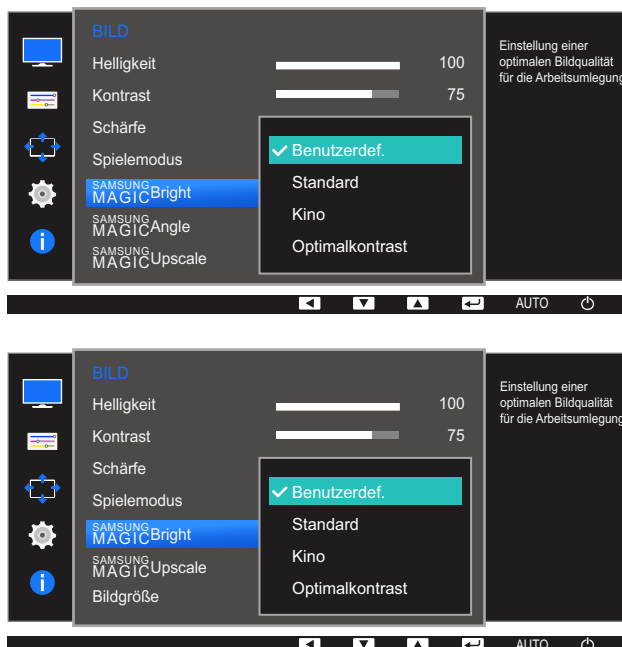 BILD
Helligkeit 100
Kontrast 75
Schärfe
Spielemodus
SAMSUNG
MAGICBright
SAMSUNG
MAGICAngle
SAMSUNG
MAGICUpscale
Benutzerdef.
Standard
Kino
Optimalkontrast
Einstellung einer
optimalen Bildqualität
für die Arbeitsumlegung
AUTO
BILD
Helligkeit 100
Kontrast 75
Schärfe
Spielemodus
SAMSUNG
MAGICBright
SAMSUNG
MAGICUpscale
Bildgröße
Benutzerdef.
Standard
Kino
Optimalkontrast
Einstellung einer
optimalen Bildqualität
für die Arbeitsumlegung
AUTO